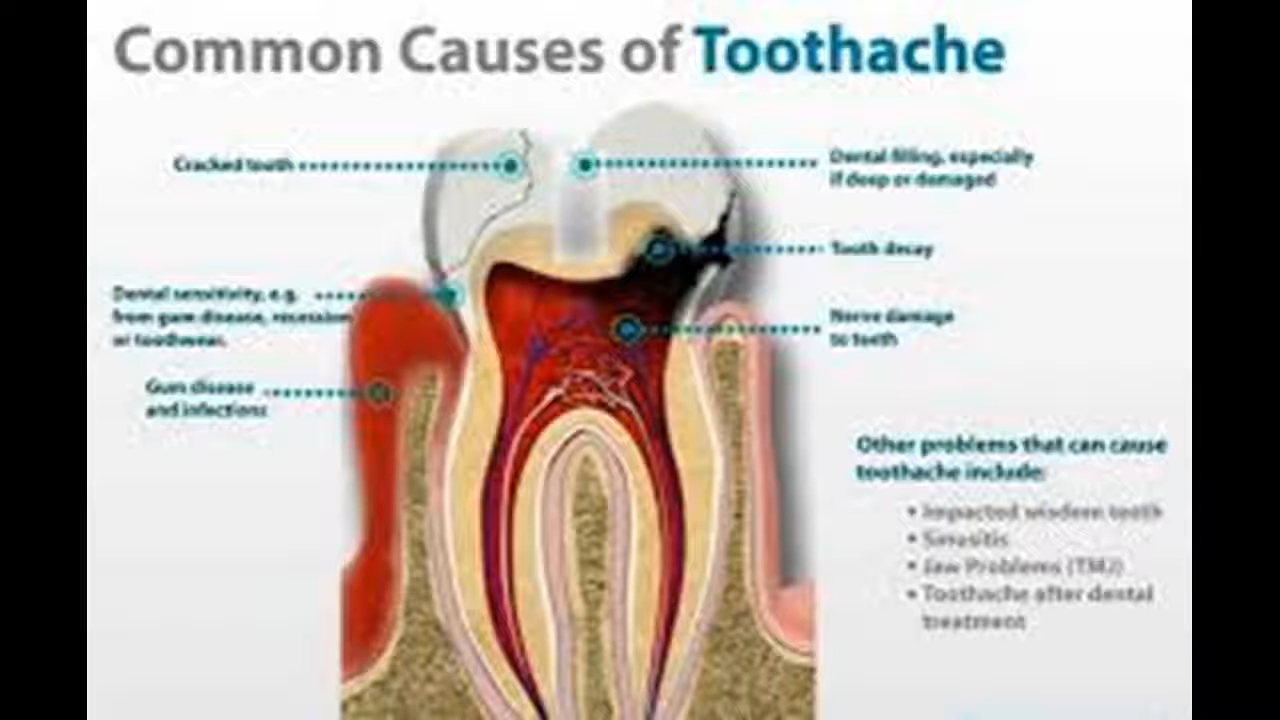 Common Causes of Toothache
Cracked tooth
Dental filling, especially
if deep or damaged
Tooth decay
Dental sensitivity, e.g.
from gum disease, recession
or toothwear.
Nerve damage
to teeth
Gum disease
and infections
Other problems that can cause
toothache include:
• Impacted wisdom teeth
• Sinusitis
• Jaw Problems (TMJ)
• Toothache after dental
treatment